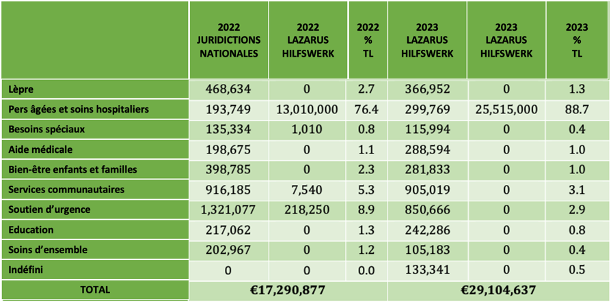 2022 JURIDICTIONS NATIONALES 2022 LAZARUS HILFSWERK 2022 % TL 2023 LAZARUS HILFSWERK 2023 LAZARUS HILFSWERK 2023 % TL
Lèpre 468,634 0 2.7 366,952 0 1.3
Pers âgées et soins hospitaliers 193,749 13,010,000 76.4 299,769 25,515,000 88.7
Besoins spéciaux 135,334 1,010 0.8 115,994 0 0.4
Aide médicale 198,675 0 1.1 288,594 0 1.0
Bien-être enfants et familles 398,785 0 2.3 281,833 0 1.0
Services communautaires 916,185 7,540 5.3 905,019 0 3.1
Soutien d'urgence 1,321,077 218,250 8.9 850,666 0 2.9
Education 217,062 0 1.3 242,286 0 0.8
Soins d'ensemble 202,967 0 1.2 105,183 0 0.4
Indéfini 0 0 0.0 133,341 0 0.5
TOTAL €17,290,877 €29,104,637